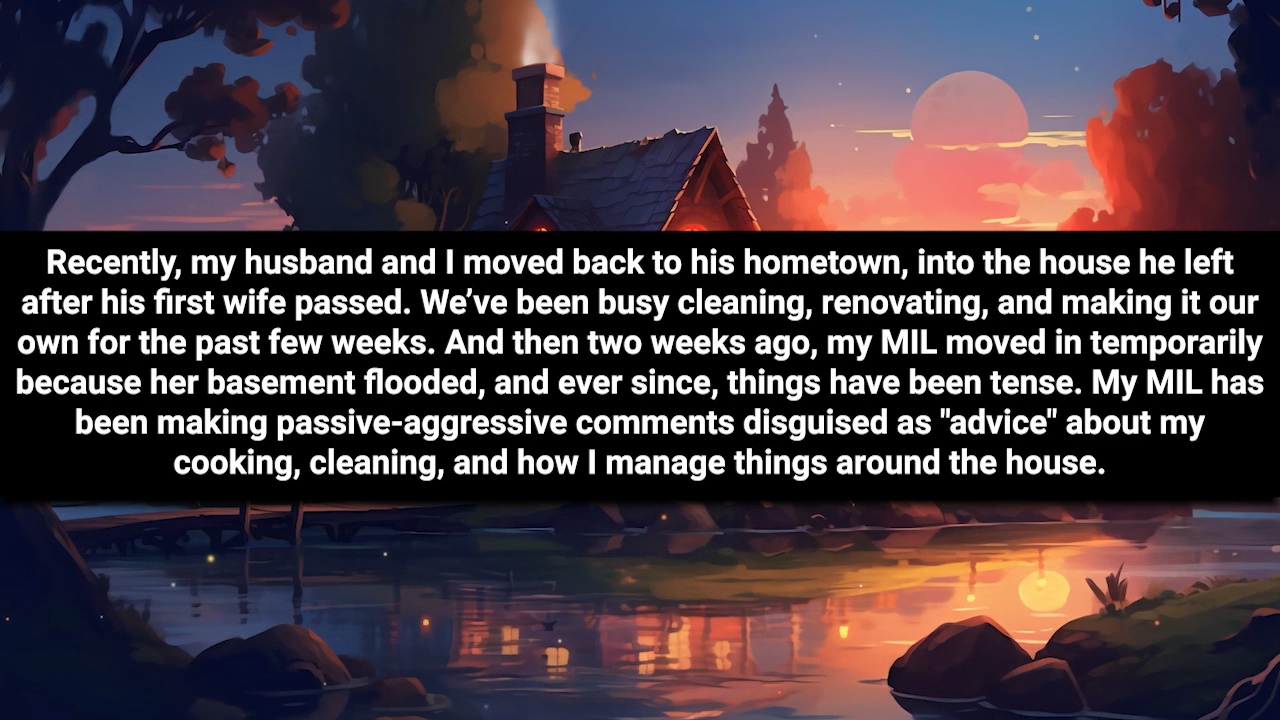 Recently, my husband and I moved back to his hometown, into the house he left
after his first wife passed. We’ve been busy cleaning, renovating, and making it our
own for the past few weeks. And then two weeks ago, my MIL moved in temporarily
because her basement flooded, and ever since, things have been tense. My MIL has
been making passive-aggressive comments disguised as "advice" about my
cooking, cleaning, and how I manage things around the house.